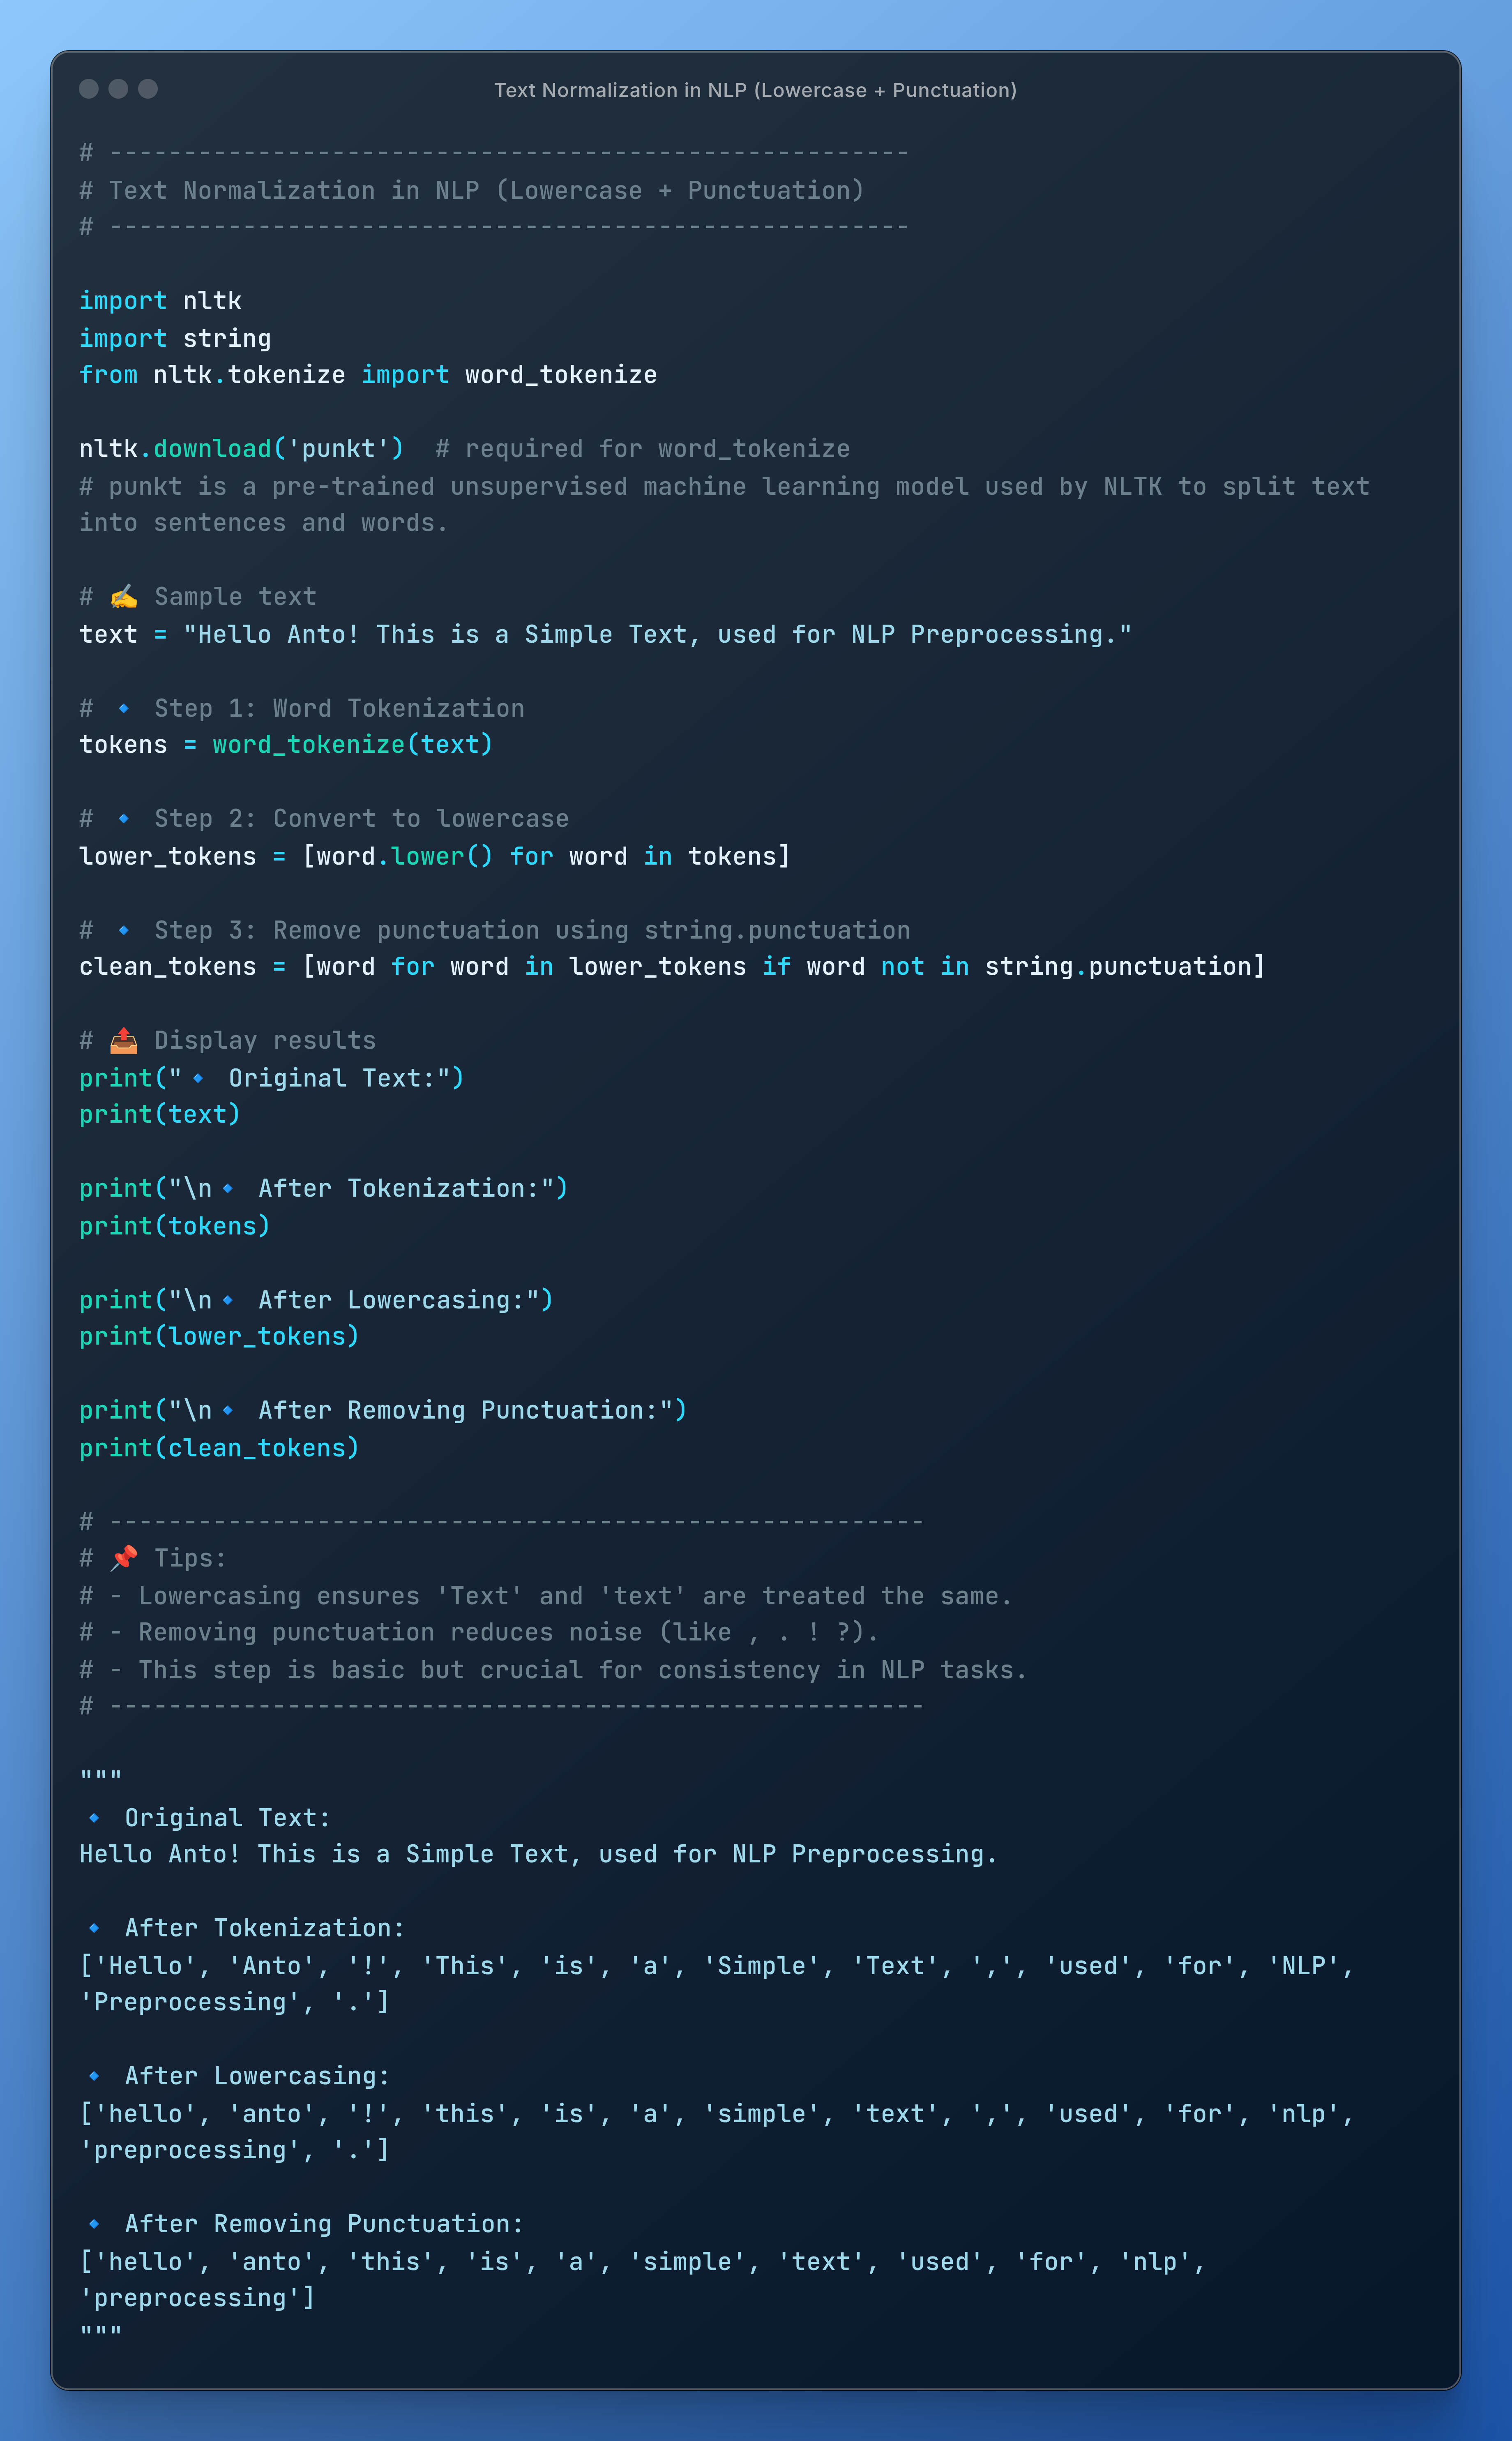 Text Normalization in NLP (Lowercase + Punctuation)
# ------------------------------------------------------
# Text Normalization in NLP (Lowercase + Punctuation)
# ------------------------------------------------------
import nltk
import string
from nltk.tokenize import word_tokenize
nltk.download('punkt')  # required for word_tokenize
# punkt is a pre-trained unsupervised machine learning model used by NLTK to split text
into sentences and words.
# ✍️ Sample text
text = "Hello Anto! This is a Simple Text, used for NLP Preprocessing."
# 🔹 Step 1: Word Tokenization
tokens = word_tokenize(text)
# 🔹 Step 2: Convert to lowercase
lower_tokens = [word.lower() for word in tokens]
# 🔹 Step 3: Remove punctuation using string.punctuation
clean_tokens = [word for word in lower_tokens if word not in string.punctuation]
# 📤 Display results
print("🔹 Original Text:")
print(text)
print("\n🔹 After Tokenization:")
print(tokens)
print("\n🔹 After Lowercasing:")
print(lower_tokens)
print("\n🔹 After Removing Punctuation:")
print(clean_tokens)
# -------------------------------------------------------
# 📌 Tips:
# - Lowercasing ensures 'Text' and 'text' are treated the same.
# - Removing punctuation reduces noise (like , . ! ?).
# - This step is basic but crucial for consistency in NLP tasks.
# -------------------------------------------------------
"""
🔹 Original Text:
Hello Anto! This is a Simple Text, used for NLP Preprocessing.
🔹 After Tokenization:
['Hello', 'Anto', '!', 'This', 'is', 'a', 'Simple', 'Text', ',', 'used', 'for', 'NLP',
'Preprocessing', '.']
🔹 After Lowercasing:
['hello', 'anto', '!', 'this', 'is', 'a', 'simple', 'text', ',', 'used', 'for', 'nlp',
'preprocessing', '.']
🔹 After Removing Punctuation:
['hello', 'anto', 'this', 'is', 'a', 'simple', 'text', 'used', 'for', 'nlp',
'preprocessing']
"""